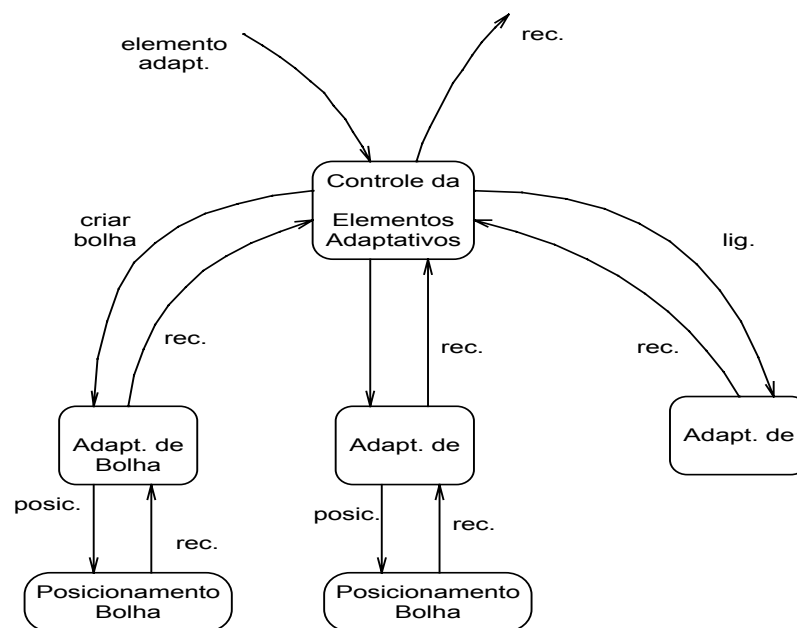 elemento
adapt.
rec.
Controle da
Elementos
Adaptativos
criar
bolha
lig.
rec.
rec.
rec.
Adapt. de
Bolha
Adapt. de
Adapt. de
posic.
rec.
posic.
rec.
Posicionamento
Bolha
Posicionamento
Bolha